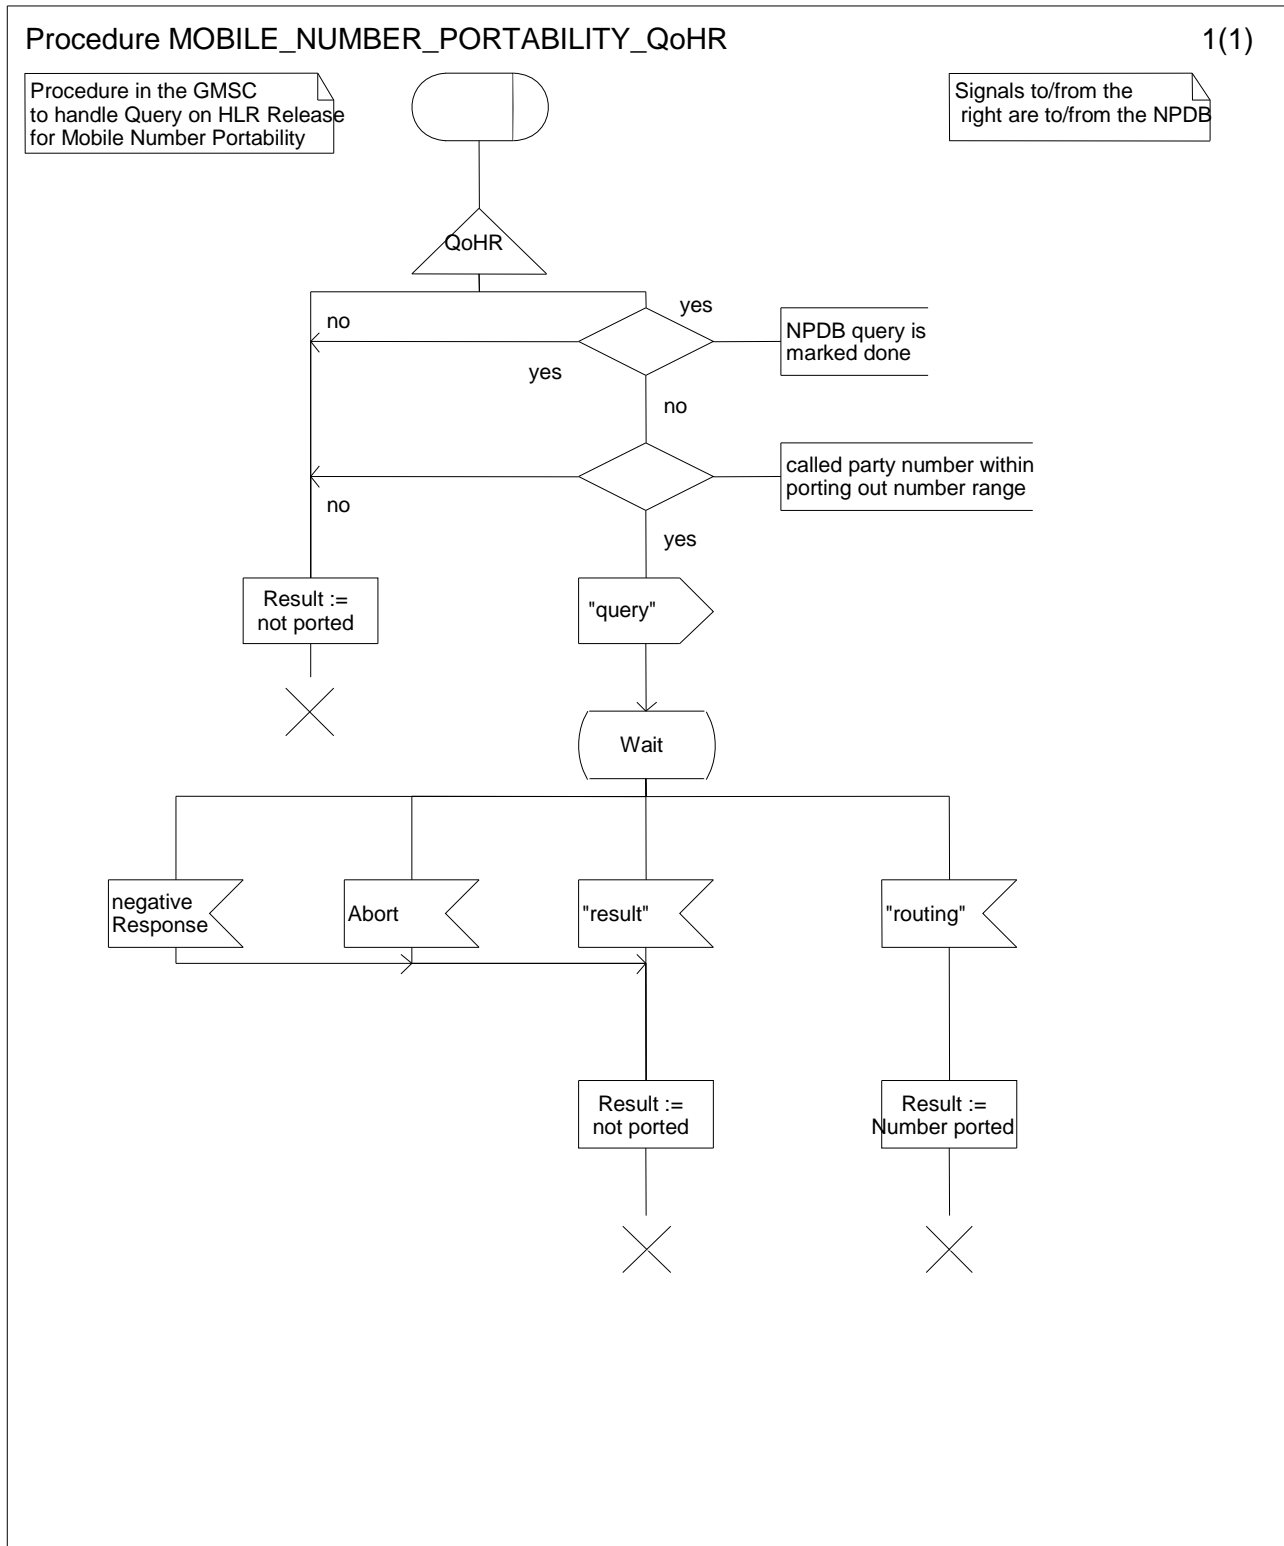 Procedure MOBILE_NUMBER_PORTABILITY_QoHR
1(1)
Procedure in the GMSC
to handle Query on HLR Release
for Mobile Number Portability
Signals to/from the
right are to/from the NPDB
QoHR
no
yes
NPDB query is
marked done
yes
no
called party number within
porting out number range
no
yes
Result :=
not ported
"query"
Wait
negative
Response
Abort
"result"
"routing"
Result :=
not ported
Result :=
Number ported